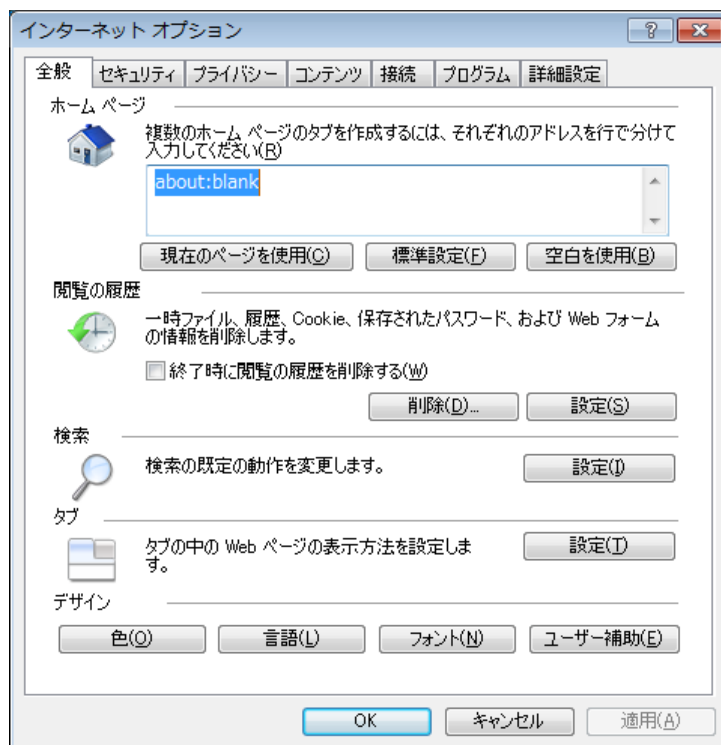 インターネット オプション
全般 セキュリティ プライバシー コンテンツ 接続 プログラム 詳細設定
ホーム ページ
複数のホーム ページのタブを作成するには、それぞれのアドレスを行で分けて
入力してください(R)
about:blank
現在のページを使用(C) 標準設定(F) 空白を使用(B)
閲覧の履歴
一時ファイル、履歴、Cookie、保存されたパスワード、および Web フォーム
の情報を削除します。
終了時に閲覧の履歴を削除する(W)
削除(D)... 設定(S)
検索
検索の既定の動作を変更します。 設定(I)
タブ
タブの中の Web ページの表示方法を設定しま 設定(T)
す。
デザイン
色(O) 言語(L) フォント(N) ユーザー補助(E)
OK キャンセル 適用(A)